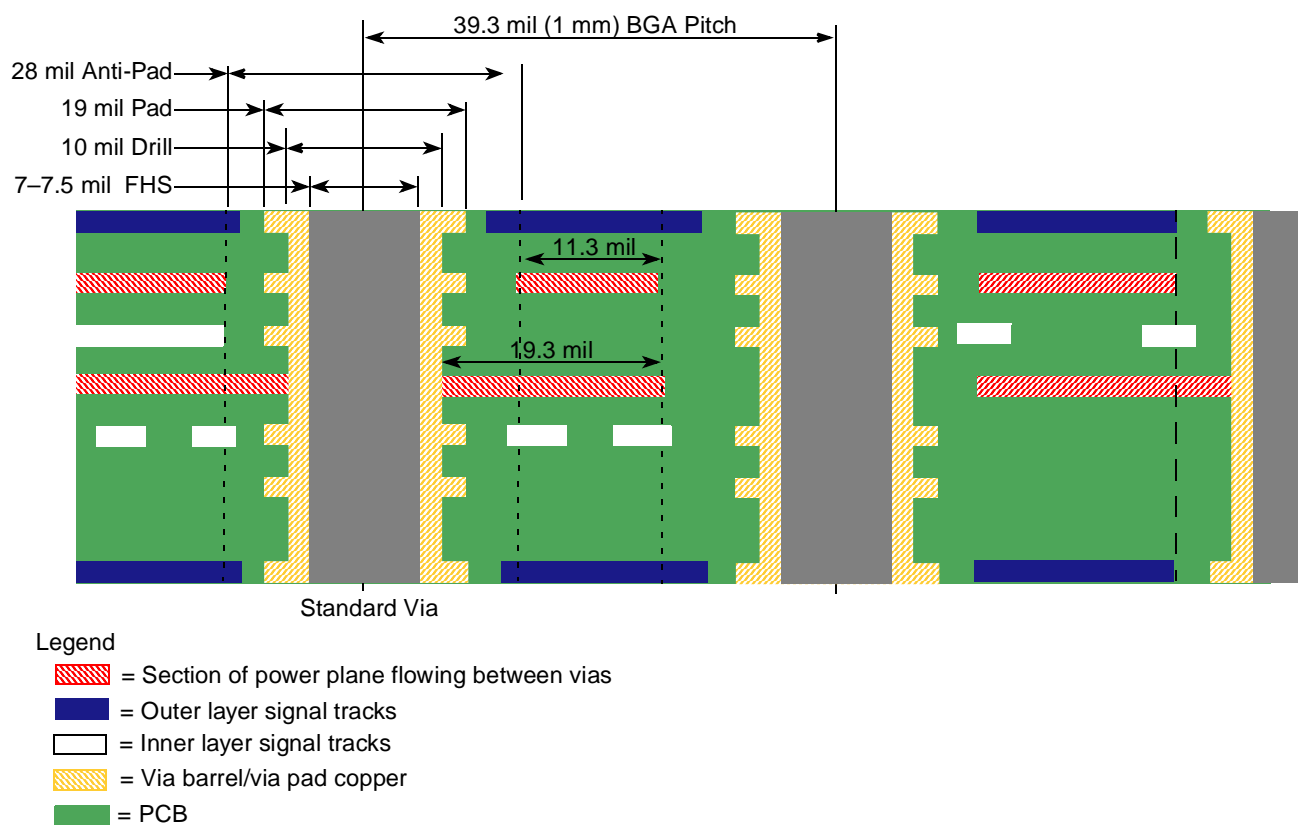 39.3 mil (1 mm) BGA Pitch
28 mil Anti-Pad
19 mil Pad
10 mil Drill
7–7.5 mil FHS
11.3 mil
19.3 mil
Standard Via
Legend
= Section of power plane flowing between vias
= Outer layer signal tracks
= Inner layer signal tracks
= Via barrel/via pad copper
= PCB